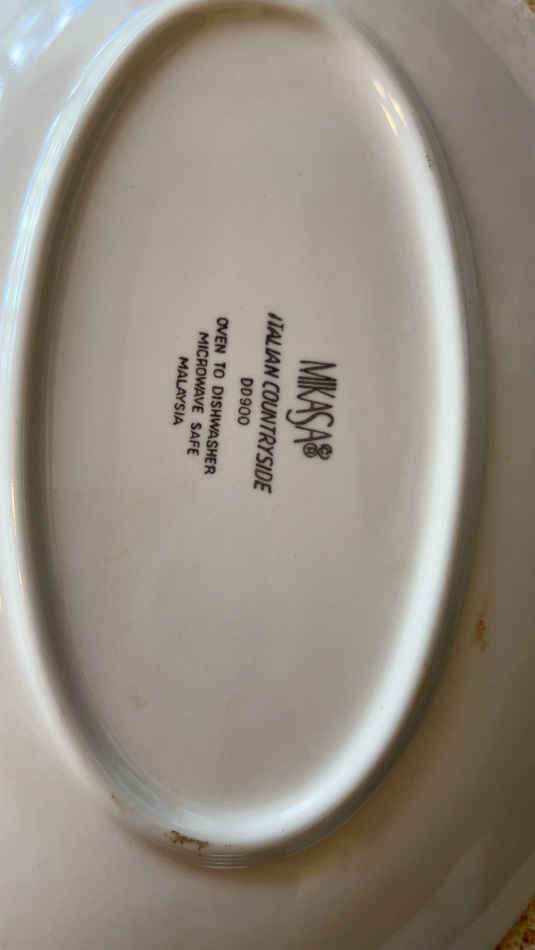 MIKASA®
ITALIAN COUNTRYSIDE
DD900
OVEN TO DISHWASHER
MICROWAVE SAFE
MALAYSIA